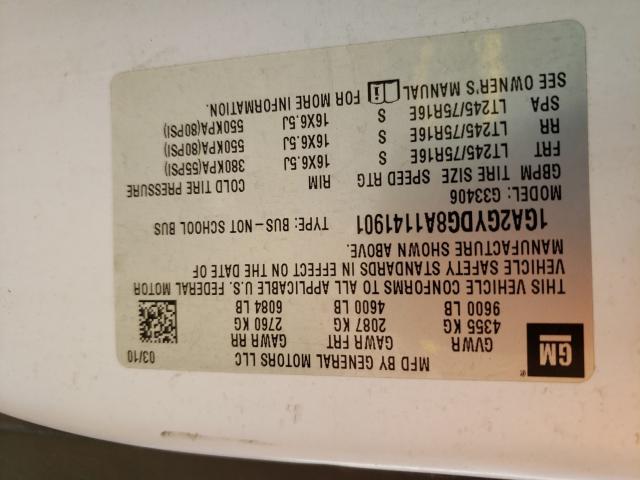 MFD BY GENERAL MOTORS LLC 03/10
GM ®
GVWR GAWR FRT GAWR RR
4355 KG 2087 KG 2760 KG
9600 LB 4600 LB 6084 LB
THIS VEHICLE CONFORMS TO ALL APPLICABLE U.S. FEDERAL MOTOR
VEHICLE SAFETY STANDARDS IN EFFECT ON THE DATE OF
MANUFACTURE SHOWN ABOVE.
1GA2GYDG8A1141901 TYPE: BUS-NOT SCHOOL BUS
MODEL: G33406
GBPM TIRE SIZE SPEED RTG RIM COLD TIRE PRESSURE
FRT LT245/75R16E S 16X6.5J 380KPA(55PSI)
RR LT245/75R16E S 16X6.5J 550KPA(80PSI)
SPA LT245/75R16E S 16X6.5J 550KPA(80PSI)
SEE OWNER'S MANUAL i FOR MORE INFORMATION.